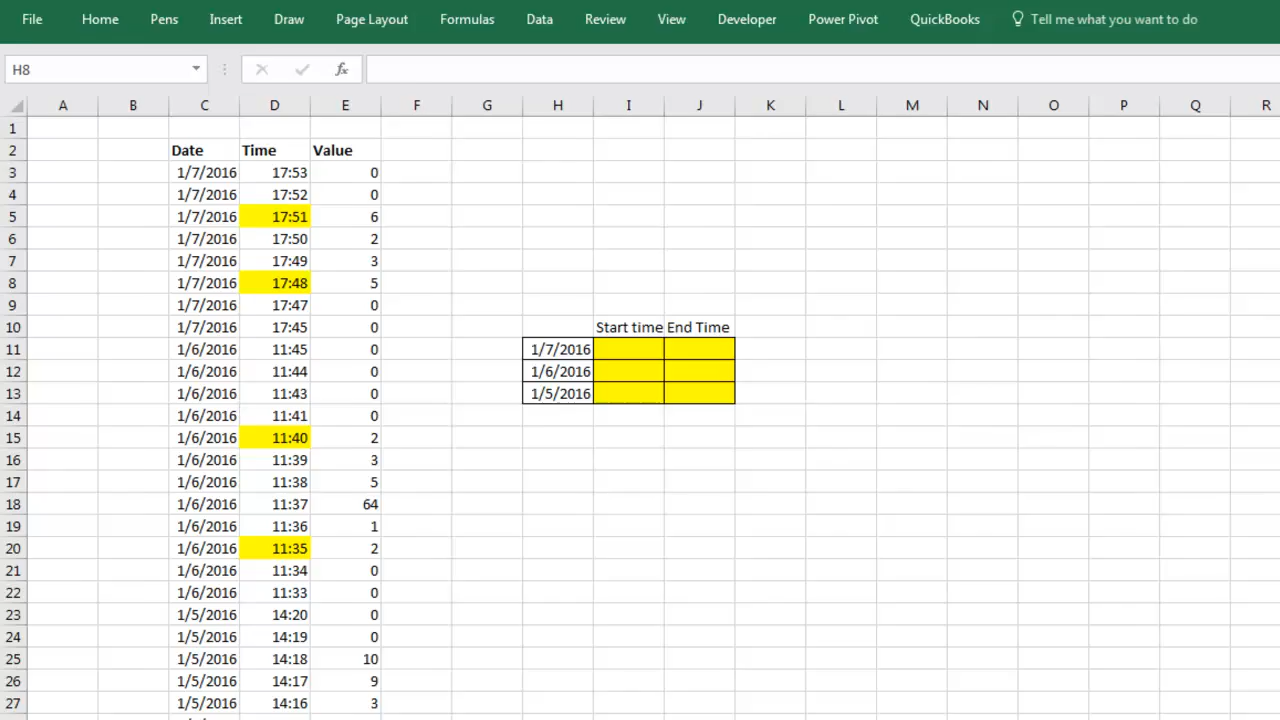 File Home Pens Insert Draw Page Layout Formulas Data Review View Developer Power Pivot QuickBooks Tell me what you want to do
H8 fx
A B C D E F G H I J K L M N O P Q R
1
2 Date Time Value
3 1/7/2016 17:53 0
4 1/7/2016 17:52 0
5 1/7/2016 17:51 6
6 1/7/2016 17:50 2
7 1/7/2016 17:49 3
8 1/7/2016 17:48 5
9 1/7/2016 17:47 0
10 1/7/2016 17:45 0 Start time End Time
11 1/6/2016 11:45 0 1/7/2016
12 1/6/2016 11:44 0 1/6/2016
13 1/6/2016 11:43 0 1/5/2016
14 1/6/2016 11:41 0
15 1/6/2016 11:40 2
16 1/6/2016 11:39 3
17 1/6/2016 11:38 5
18 1/6/2016 11:37 64
19 1/6/2016 11:36 1
20 1/6/2016 11:35 2
21 1/6/2016 11:34 0
22 1/6/2016 11:33 0
23 1/5/2016 14:20 0
24 1/5/2016 14:19 0
25 1/5/2016 14:18 10
26 1/5/2016 14:17 9
27 1/5/2016 14:16 3